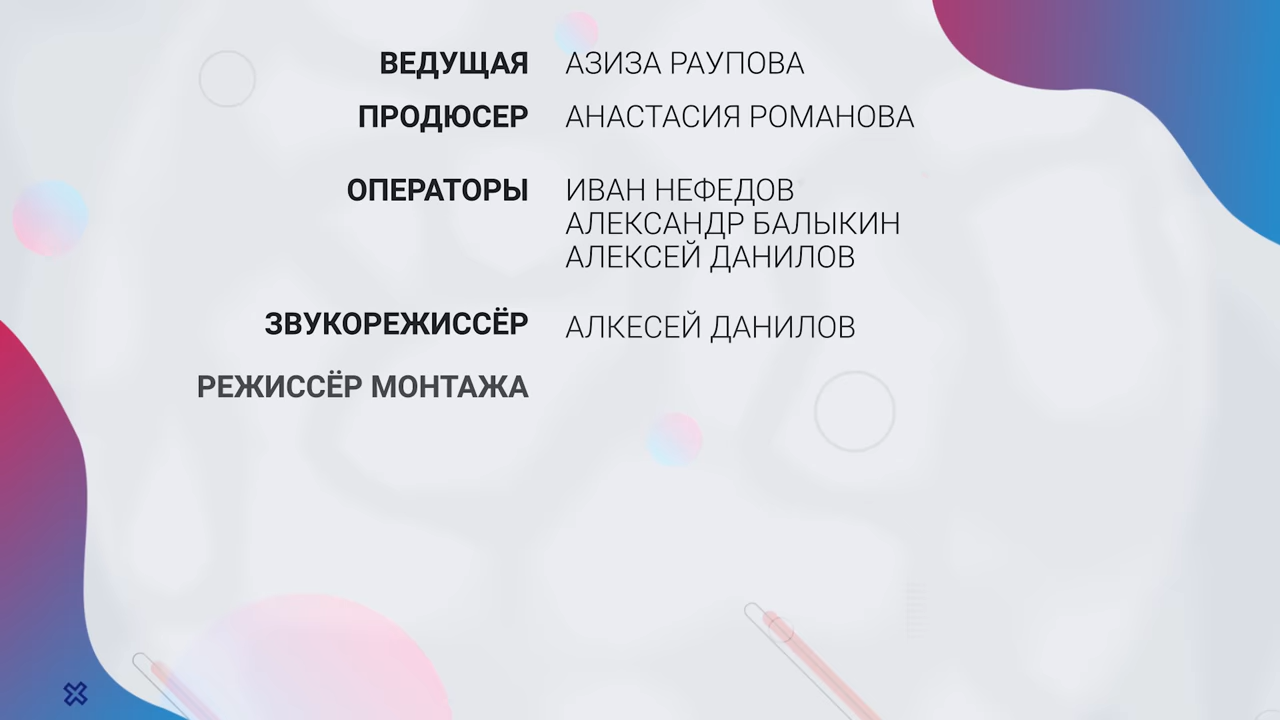 ВЕДУЩАЯ АЗИЗА РАУПОВА
ПРОДЮСЕР АНАСТАСИЯ РОМАНОВА
ОПЕРАТОРЫ ИВАН НЕФЕДОВ
АЛЕКСАНДР БАЛЫКИН
АЛЕКСЕЙ ДАНИЛОВ
ЗВУКОРЕЖИССЁР АЛКЕСЕЙ ДАНИЛОВ
РЕЖИССЁР МОНТАЖА